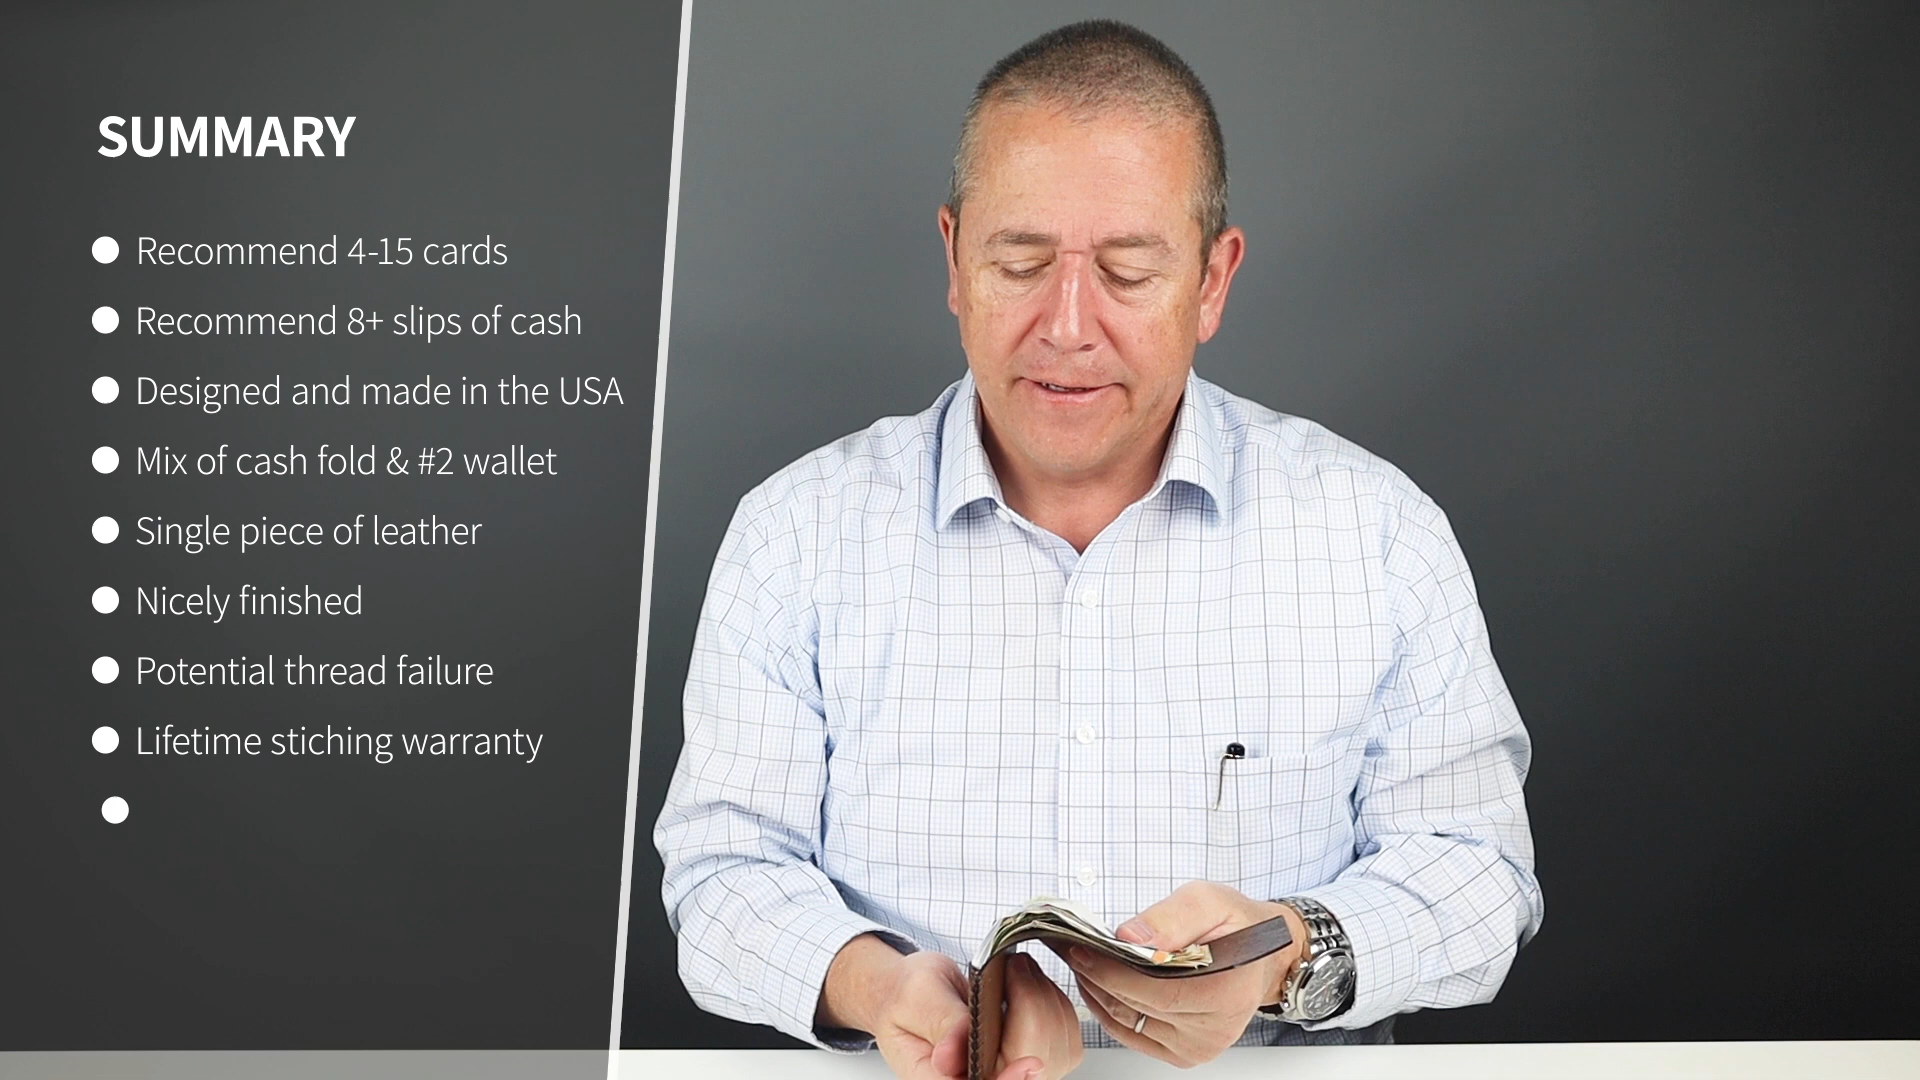 SUMMARY
Recommend 4-15 cards
Recommend 8+ slips of cash
Designed and made in the USA
Mix of cash fold & #2 wallet
Single piece of leather
Nicely finished
Potential thread failure
Lifetime stiching warranty